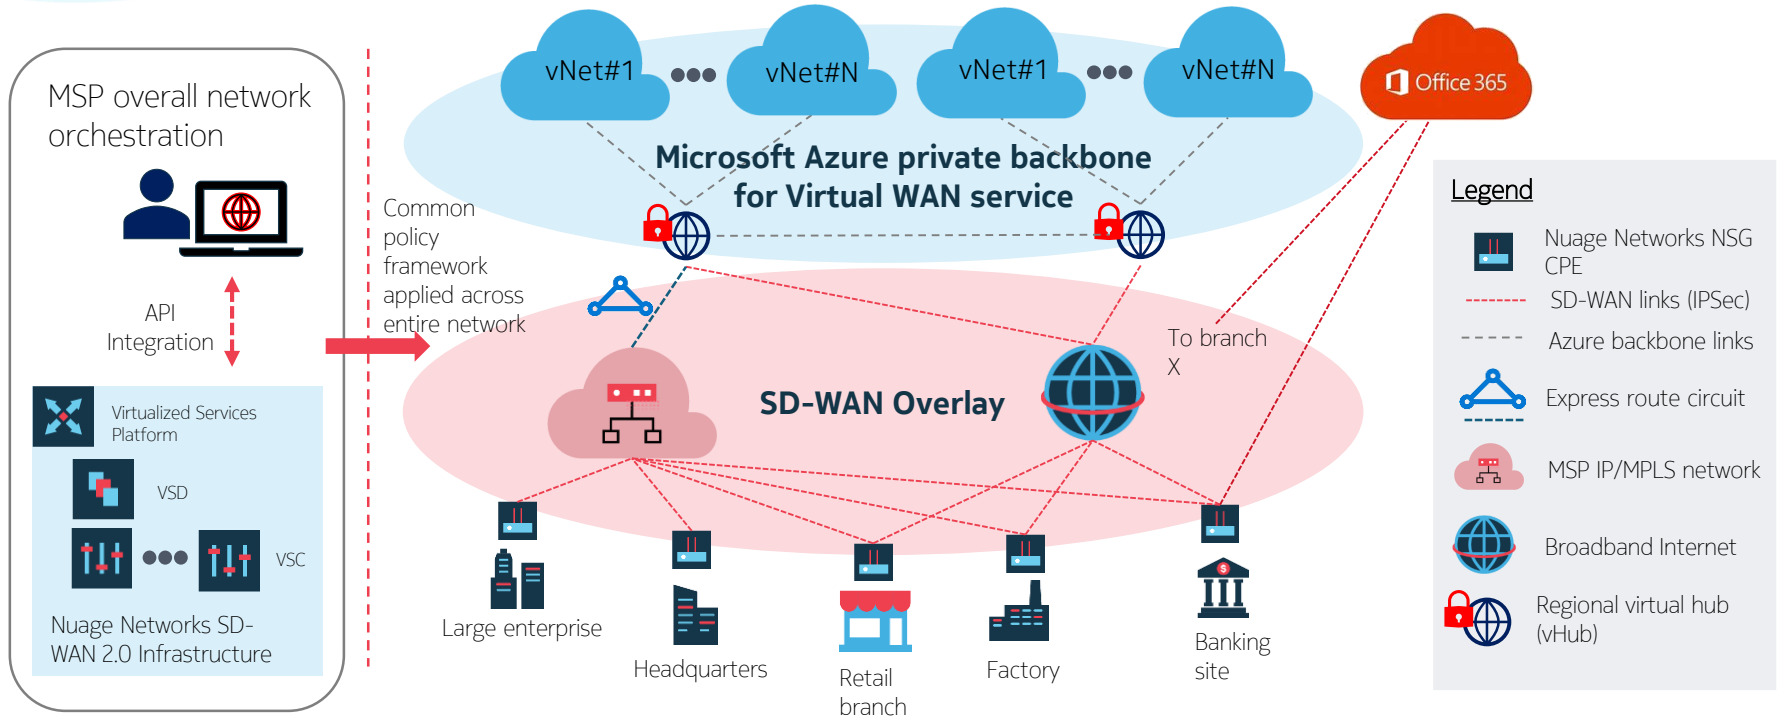 MSP overall network
orchestration
API
Integration
Virtualized Services
Platform
VSD
VSC
Nuage Networks SD-
WAN 2.0 Infrastructure
Common
policy
framework
applied across
entire network
vNet#1
vNet#N
vNet#1
vNet#N
Office 365
Microsoft Azure private backbone
for Virtual WAN service
To branch
X
SD-WAN Overlay
Large enterprise
Headquarters
Retail
branch
Factory
Banking
site
Legend
Nuage Networks NSG
CPE
SD-WAN links (IPSec)
Azure backbone links
Express route circuit
MSP IP/MPLS network
Broadband Internet
Regional virtual hub
(vHub)